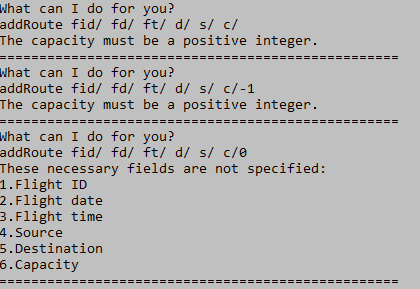 What can I do for you?
addRoute fid/ fd/ ft/ d/ s/ c/
The capacity must be a positive integer.
==================================================
What can I do for you?
addRoute fid/ fd/ ft/ d/ s/ c/-1
The capacity must be a positive integer.
==================================================
What can I do for you?
addRoute fid/ fd/ ft/ d/ s/ c/0
These necessary fields are not specified:
1.Flight ID
2.Flight date
3.Flight time
4.Source
5.Destination
6.Capacity
==================================================